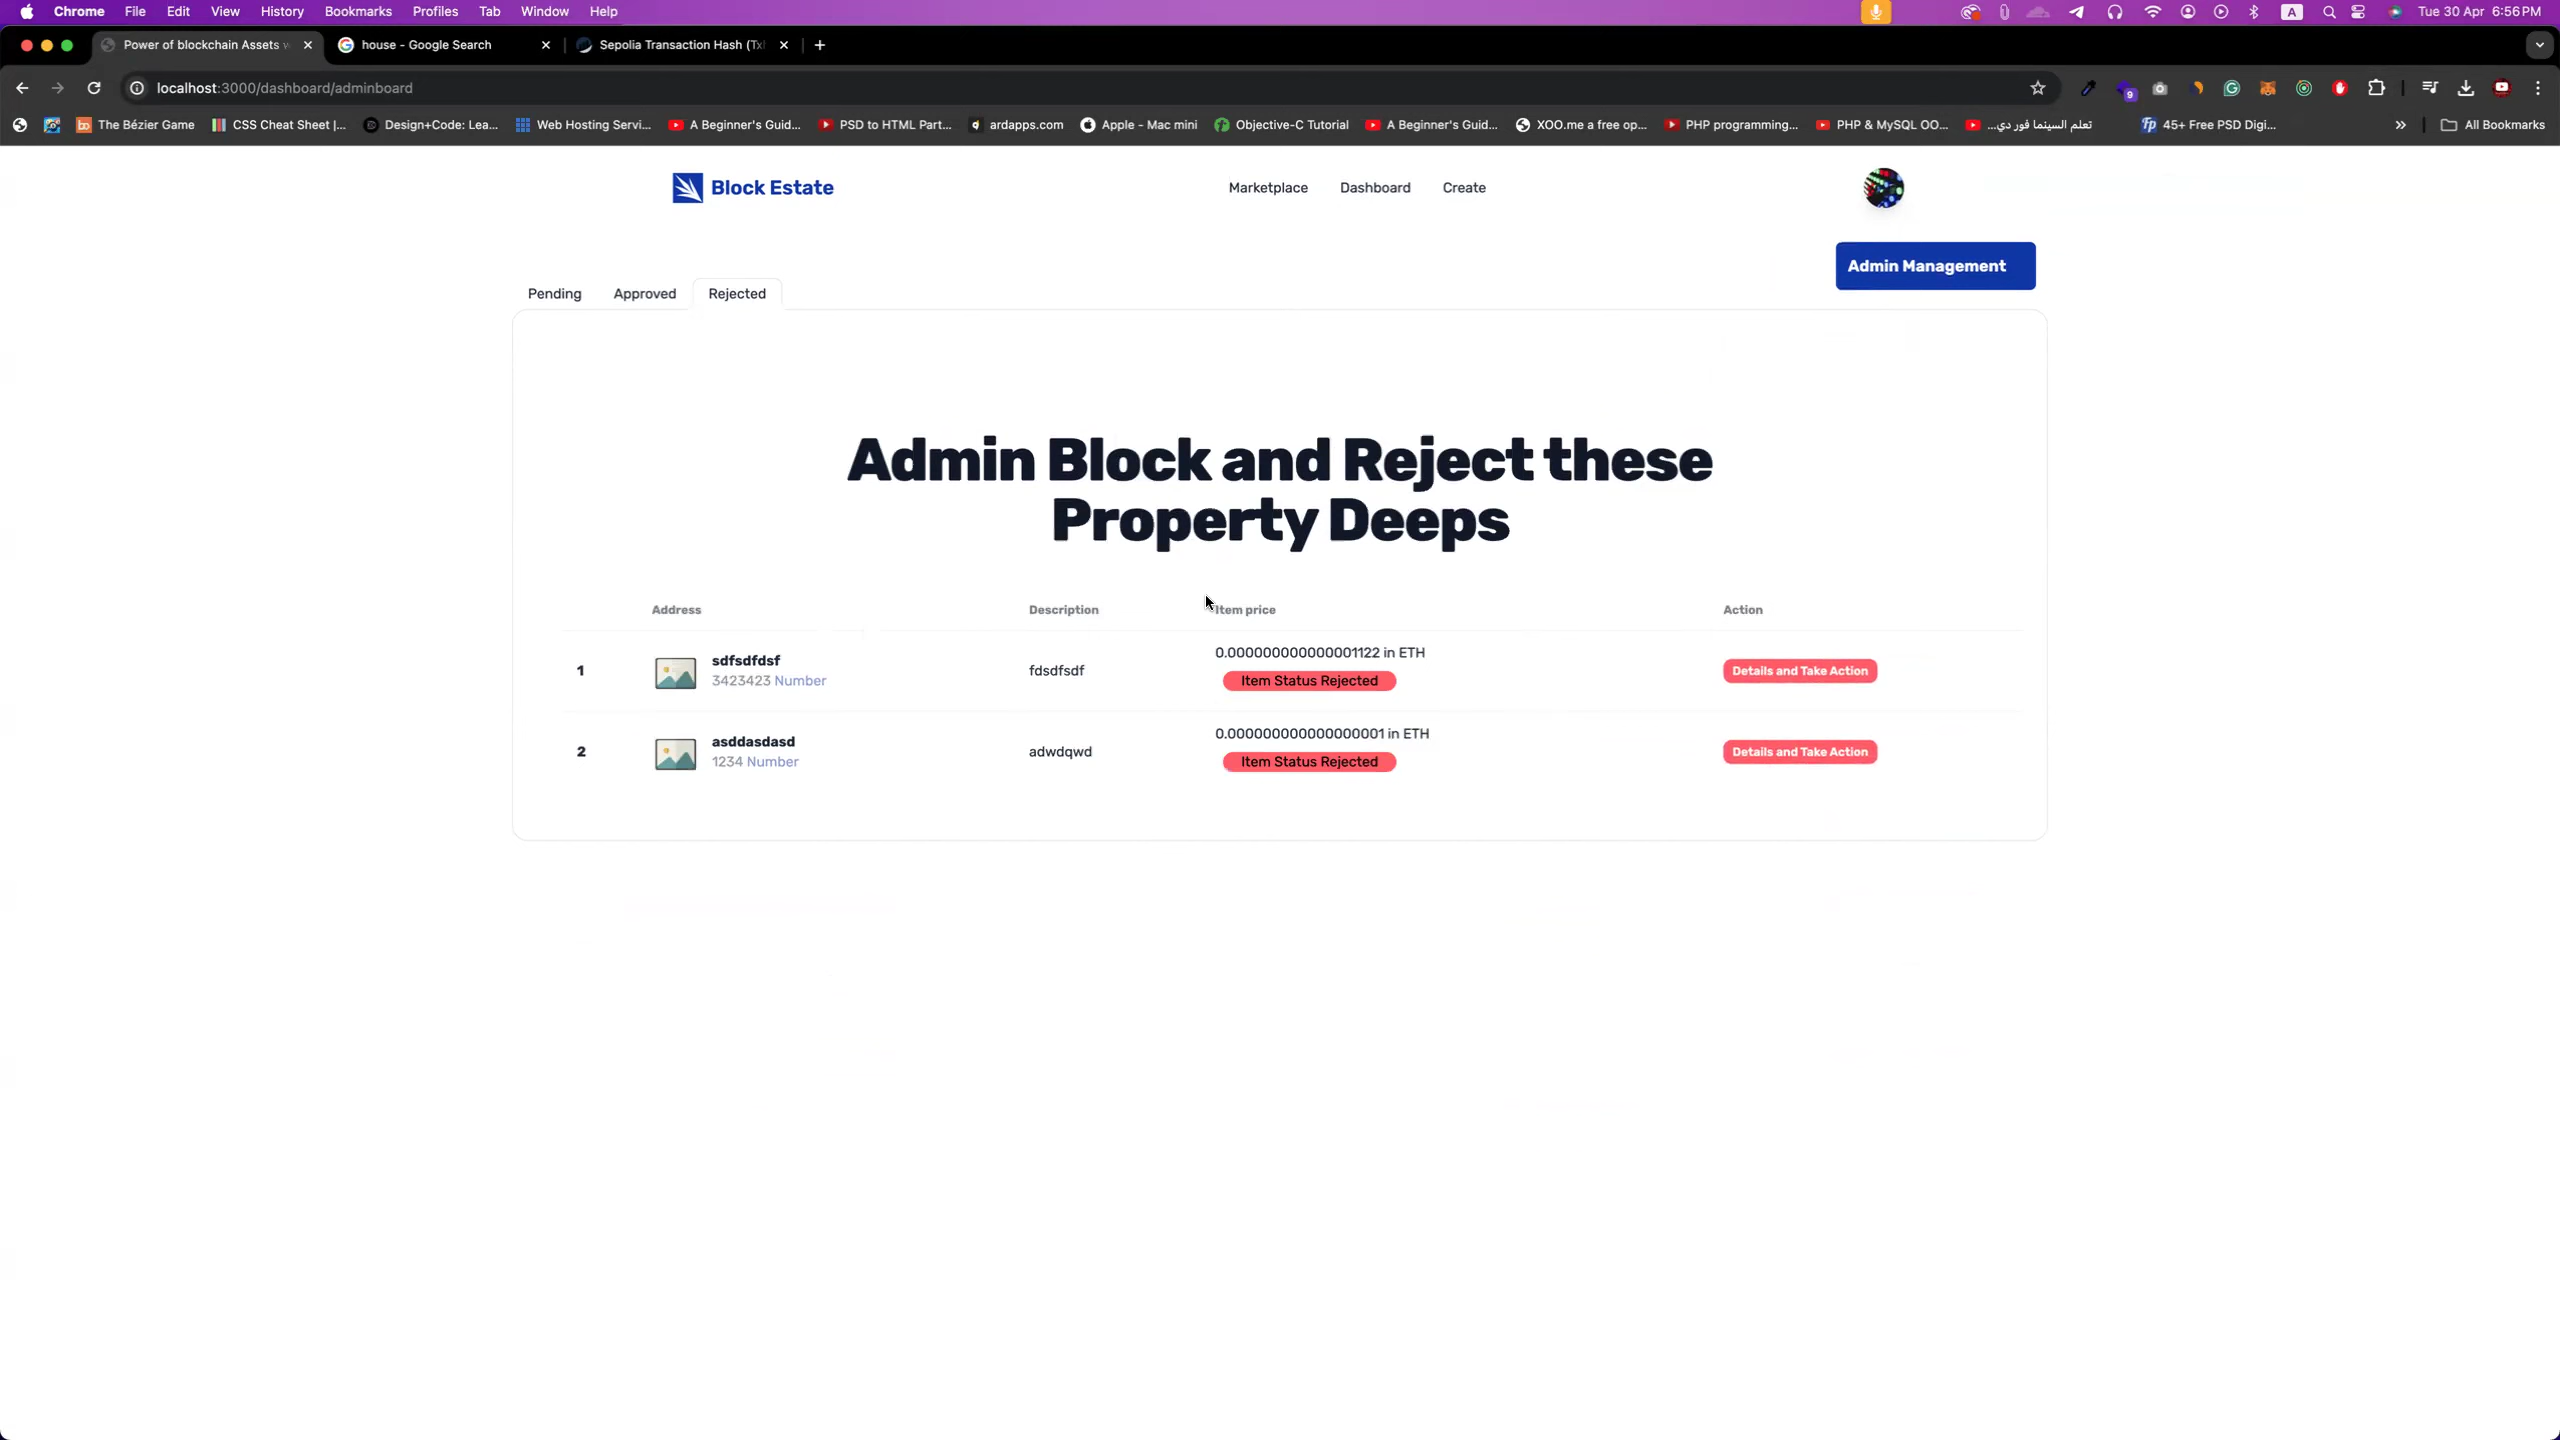 Chrome File Edit View History Bookmarks Profiles Tab Window Help A Tue 30 Apr 6:56 PM
Power of blockchain Assets house - Google Search Sepolia Transaction Hash (Txh
localhost:3000/dashboard/adminboard 9
The Bézier Game CSS Cheat Sheet |... Design+Code: Lea... Web Hosting Servi... A Beginner's Guid... PSD to HTML Part... ardapps.com Apple - Mac mini Objective-C Tutorial A Beginner's Guid... XOO.me a free op... PHP programming... PHP & MySQL OO... تعلم السينما فور دي... 45+ Free PSD Digi... » All Bookmarks
Block Estate Marketplace Dashboard Create
Admin Management
Pending Approved Rejected
Admin Block and Reject these
Property Deeps
Address Description Item price Action
1 sdfsdfdsf 3423423 Number fdsdfsdf 0.000000000000001122 in ETH Item Status Rejected Details and Take Action
2 asddasdasd 1234 Number adwdqwd 0.000000000000000001 in ETH Item Status Rejected Details and Take Action